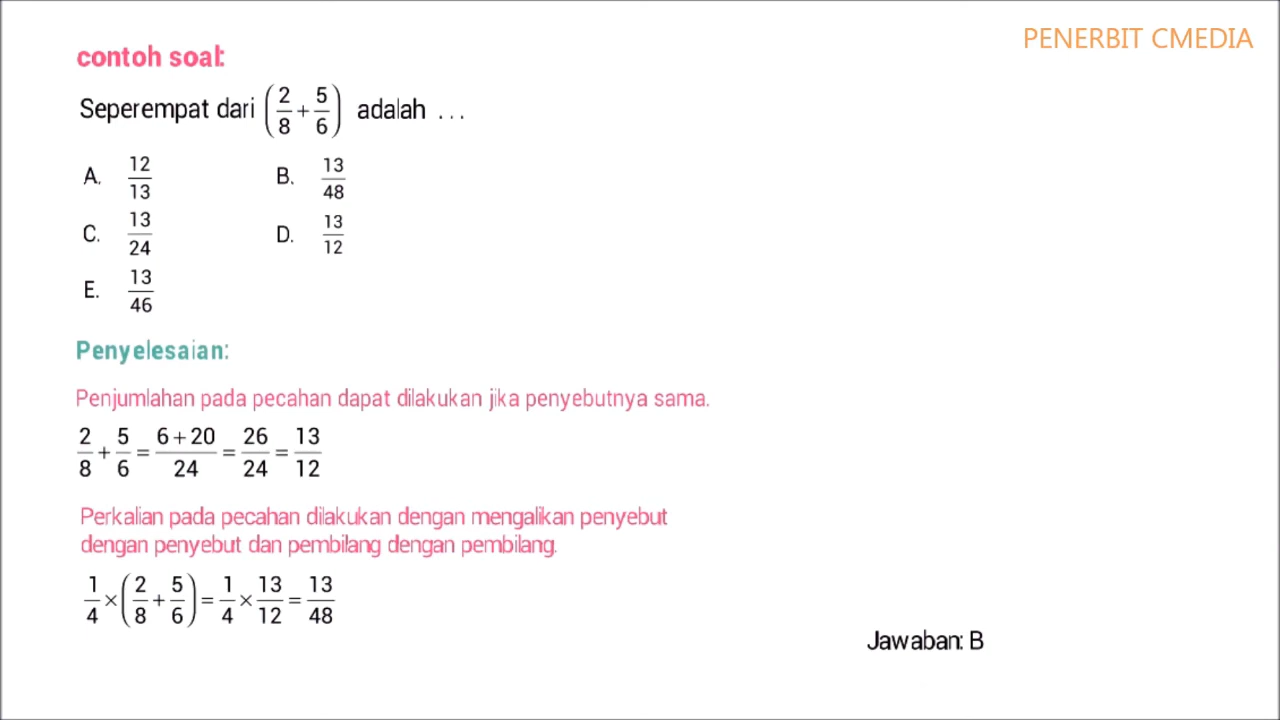 PENERBIT CMEDIA
contoh soal:
Seperempat dari (2/8 + 5/6) adalah ...
A. 12/13 B. 13/48
C. 13/24 D. 13/12
E. 13/46
Penyelesaian:
Penjumlahan pada pecahan dapat dilakukan jika penyebutnya sama.
2/8 + 5/6 = (6+20)/24 = 26/24 = 13/12
Perkalian pada pecahan dilakukan dengan mengalikan penyebut
dengan penyebut dan pembilang dengan pembilang.
1/4 × (2/8 + 5/6) = 1/4 × 13/12 = 13/48
Jawaban: B